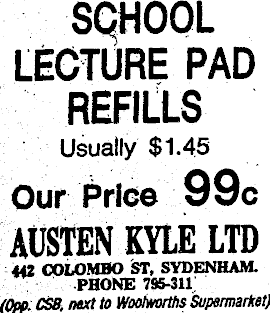 SCHOOL
LECTURE PAD
REFILLS
Usually $1.45
Our Price 99c
AUSTEN KYLE LTD
442 COLOMBO ST, SYDENHAM.
PHONE 795-311
(Opp. CSB, next to Woolworths Supermarket)